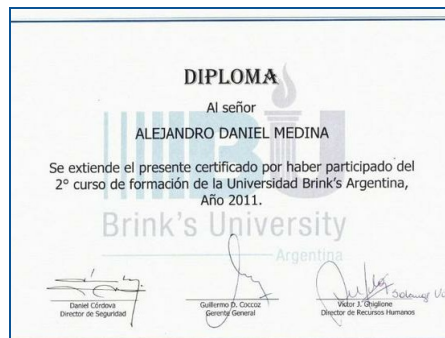 DIPLOMA
Al señor
ALEJANDRO DANIEL MEDINA
Se extiende el presente certificado por haber participado del
2° curso de formación de la Universidad Brink's Argentina,
Año 2011.
Brink's University
Argentina
Daniel Córdova
Director de Seguridad
Guillermo D. Coccoz
Gerente General
Victor J. Ghiglione
Director de Recursos Humanos